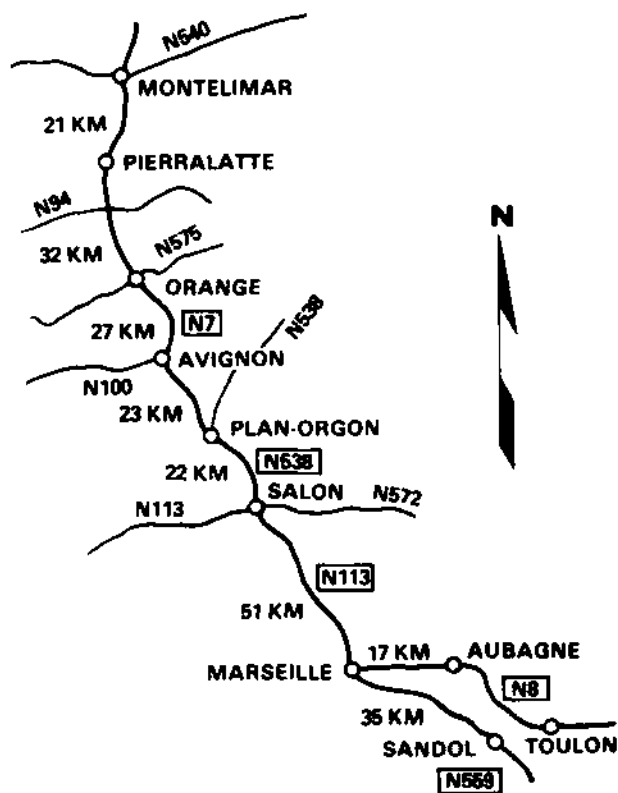 N540
MONTELIMAR
21 KM
PIERRALATTE
N94
N575
32 KM
ORANGE
N7
27 KM
N538
AVIGNON
N100
23 KM
PLAN-ORGON
N538
22 KM
SALON
N572
N113
N113
51 KM
17 KM
AUBAGNE
MARSEILLE
N8
35 KM
SANDOL
TOULON
N559
N